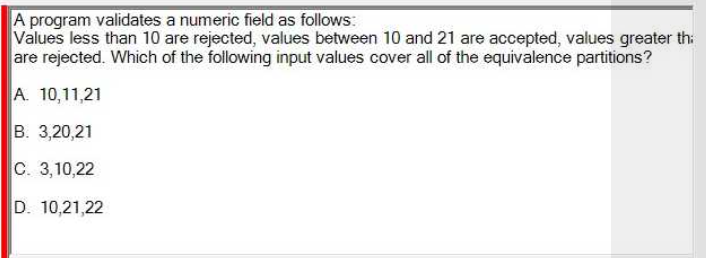 A program validates a numeric field as follows:
Values less than 10 are rejected, values between 10 and 21 are accepted, values greater
are rejected. Which of the following input values cover all of the equivalence partitions?
A. 10,11,21
B. 3,20,21
C. 3,10,22
D. 10,21,22